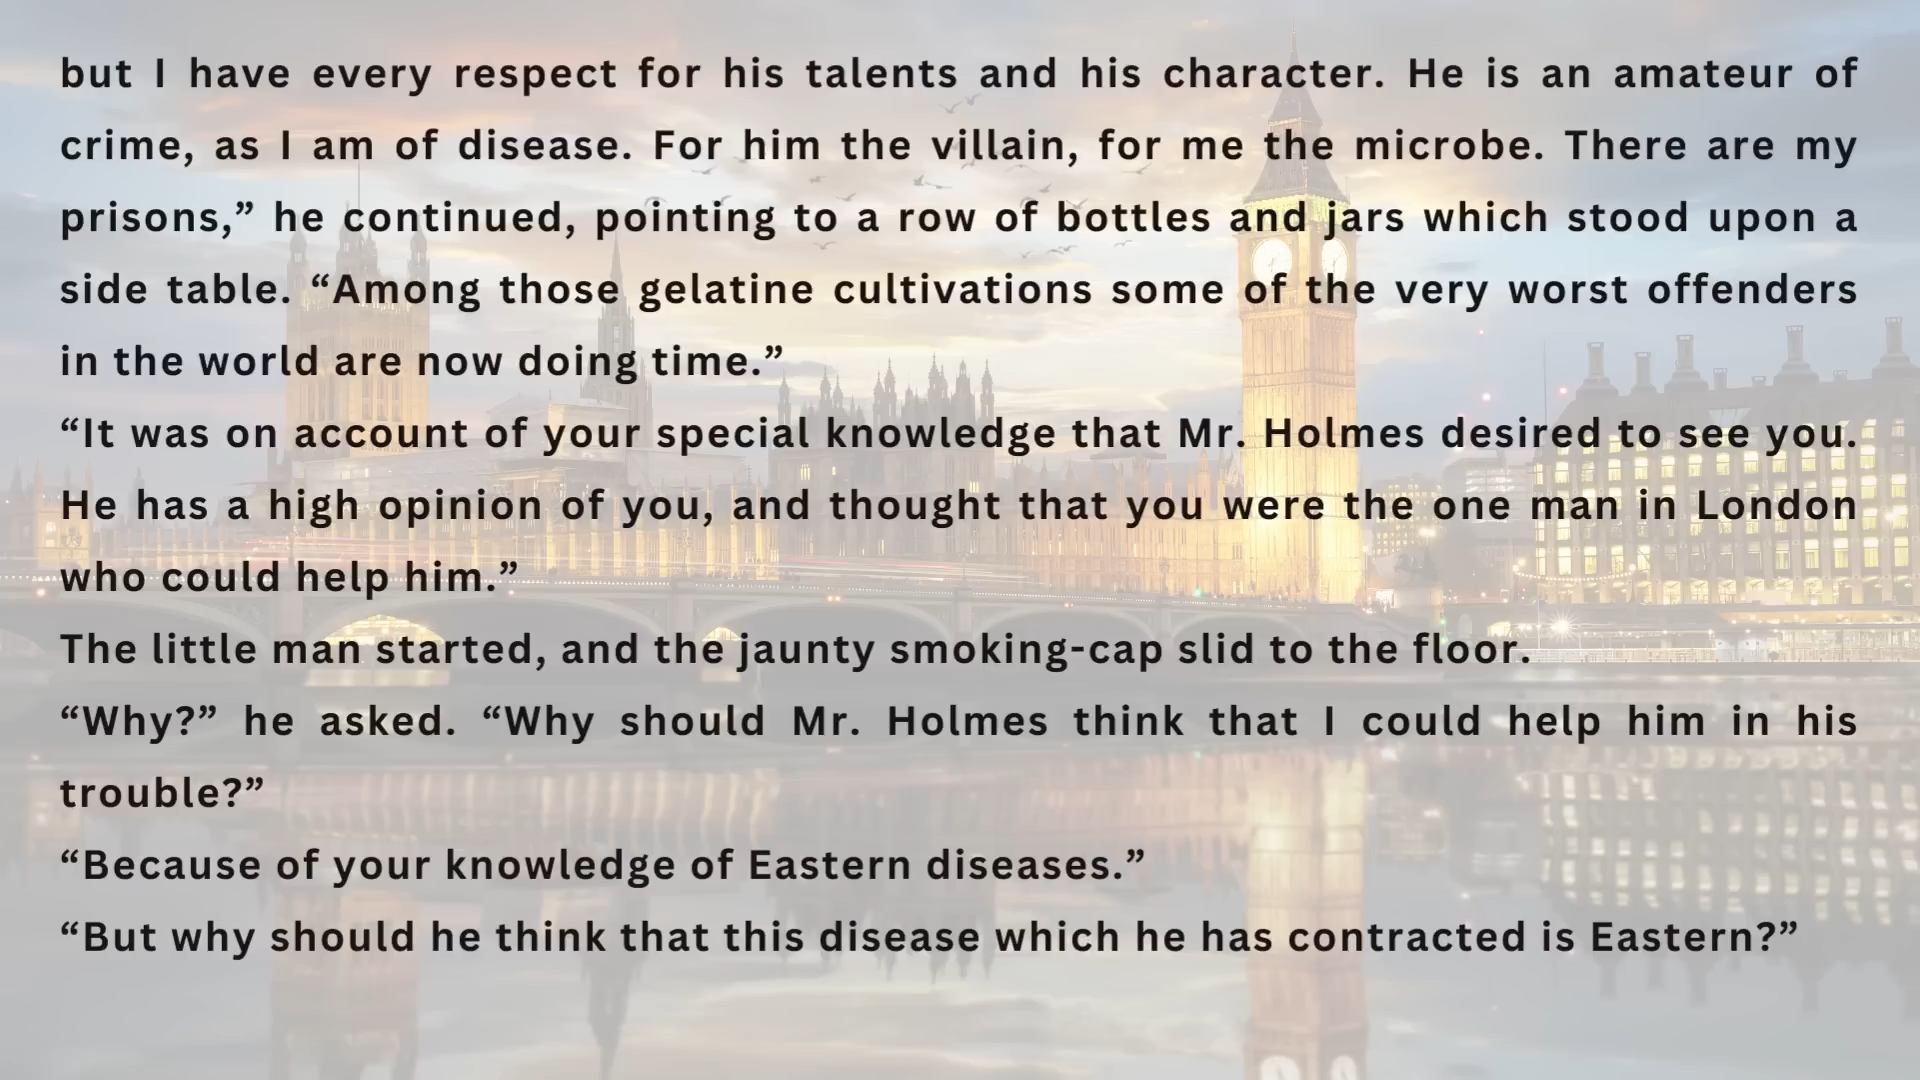 but I have every respect for his talents and his character. He is an amateur of
crime, as I am of disease. For him the villain, for me the microbe. There are my
prisons,” he continued, pointing to a row of bottles and jars which stood upon a
side table. “Among those gelatine cultivations some of the very worst offenders
in the world are now doing time.”
“It was on account of your special knowledge that Mr. Holmes desired to see you.
He has a high opinion of you, and thought that you were the one man in London
who could help him.”
The little man started, and the jaunty smoking-cap slid to the floor.
“Why?” he asked. “Why should Mr. Holmes think that I could help him in his
trouble?”
“Because of your knowledge of Eastern diseases.”
“But why should he think that this disease which he has contracted is Eastern?”